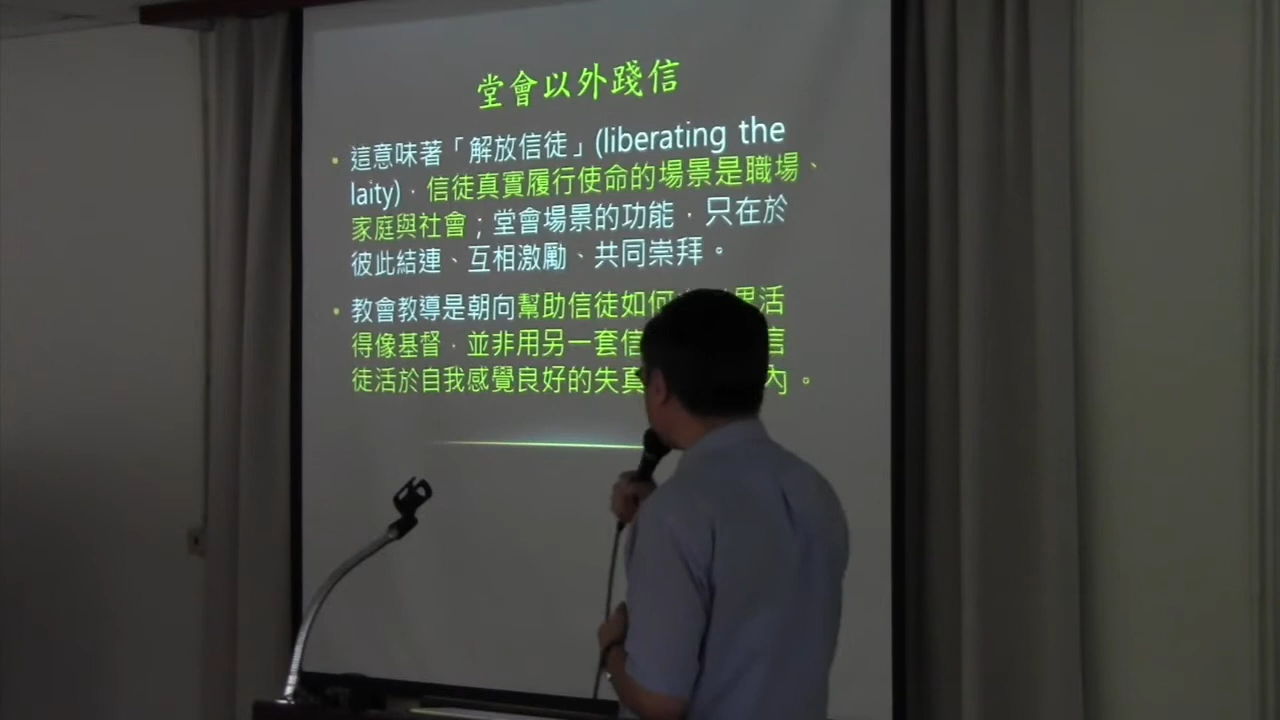 堂會以外踐信
• 這意味著「解放信徒」(liberating the
laity)，信徒真實履行使命的場景是職場、
家庭與社會；堂會場景的功能，只在於
彼此結連、互相激勵、共同崇拜。
• 教會教導是朝向幫助信徒如何 活
得像基督，並非用另一套信 信
徒活於自我感覺良好的失真 內。